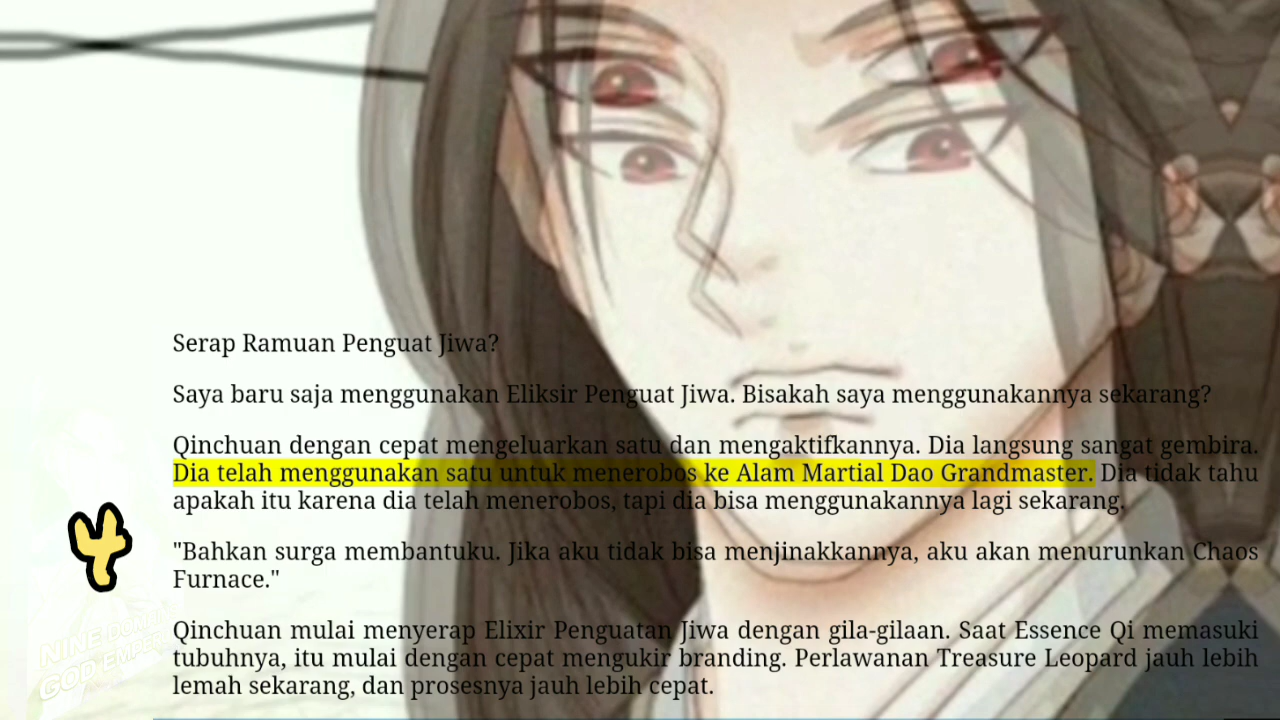 Serap Ramuan Penguat Jiwa?
Saya baru saja menggunakan Eliksir Penguat Jiwa. Bisakah saya menggunakannya sekarang?
Qinchuan dengan cepat mengeluarkan satu dan mengaktifkannya. Dia langsung sangat gembira.
Dia telah menggunakan satu untuk menerobos ke Alam Martial Dao Grandmaster. Dia tidak tahu
apakah itu karena dia telah menerobos, tapi dia bisa menggunakannya lagi sekarang.
4
"Bahkan surga membantuku. Jika aku tidak bisa menjinakkannya, aku akan menurunkan Chaos
Furnace."
Qinchuan mulai menyerap Elixir Penguatan Jiwa dengan gila-gilaan. Saat Essence Qi memasuki
tubuhnya, itu mulai dengan cepat mengukir branding. Perlawanan Treasure Leopard jauh lebih
lemah sekarang, dan prosesnya jauh lebih cepat.
NINE
GOD